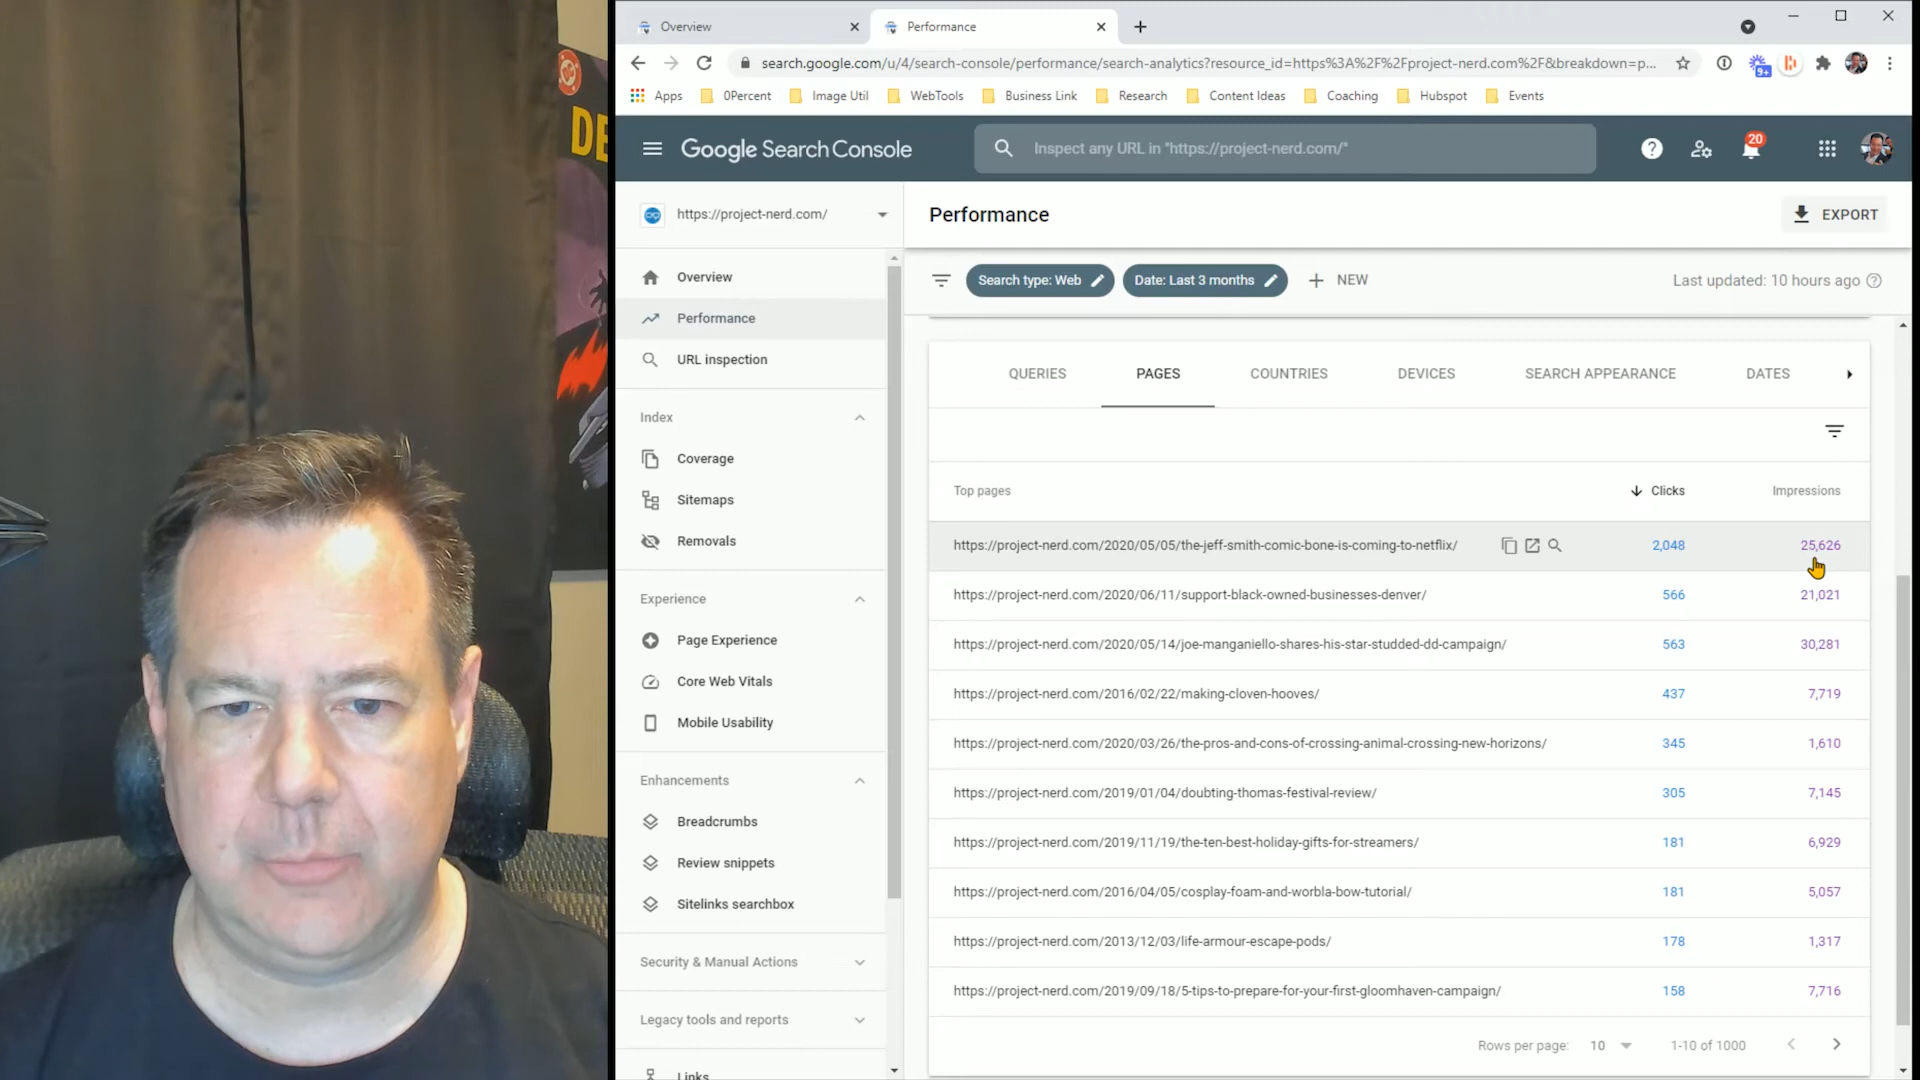 DE
Overview
Performance
search.google.com/u/4/search-console/performance/search-analytics?resource_id=https%3A%2F%2Fproject-nerd.com%2F&breakdown=p...
9+
Apps
0Percent
Image Util
WebTools
Business Link
Research
Content Ideas
Coaching
Hubspot
Events
Google Search Console
Inspect any URL in "https://project-nerd.com/"
20
https://project-nerd.com/
Performance
EXPORT
Overview
Performance
URL inspection
Index
Coverage
Sitemaps
Removals
Experience
Page Experience
Core Web Vitals
Mobile Usability
Enhancements
Breadcrumbs
Review snippets
Sitelinks searchbox
Security & Manual Actions
Legacy tools and reports
Links
Search type: Web
Date: Last 3 months
NEW
Last updated: 10 hours ago
QUERIES
PAGES
COUNTRIES
DEVICES
SEARCH APPEARANCE
DATES
Top pages Clicks Impressions
https://project-nerd.com/2020/05/05/the-jeff-smith-comic-bone-is-coming-to-netflix/ 2,048 25,626
https://project-nerd.com/2020/06/11/support-black-owned-businesses-denver/ 566 21,021
https://project-nerd.com/2020/05/14/joe-manganiello-shares-his-star-studded-dd-campaign/ 563 30,281
https://project-nerd.com/2016/02/22/making-cloven-hooves/ 437 7,719
https://project-nerd.com/2020/03/26/the-pros-and-cons-of-crossing-animal-crossing-new-horizons/ 345 1,610
https://project-nerd.com/2019/01/04/doubting-thomas-festival-review/ 305 7,145
https://project-nerd.com/2019/11/19/the-ten-best-holiday-gifts-for-streamers/ 181 6,929
https://project-nerd.com/2016/04/05/cosplay-foam-and-worbla-bow-tutorial/ 181 5,057
https://project-nerd.com/2013/12/03/life-armour-escape-pods/ 178 1,317
https://project-nerd.com/2019/09/18/5-tips-to-prepare-for-your-first-gloomhaven-campaign/ 158 7,716
Rows per page: 10 1-10 of 1000